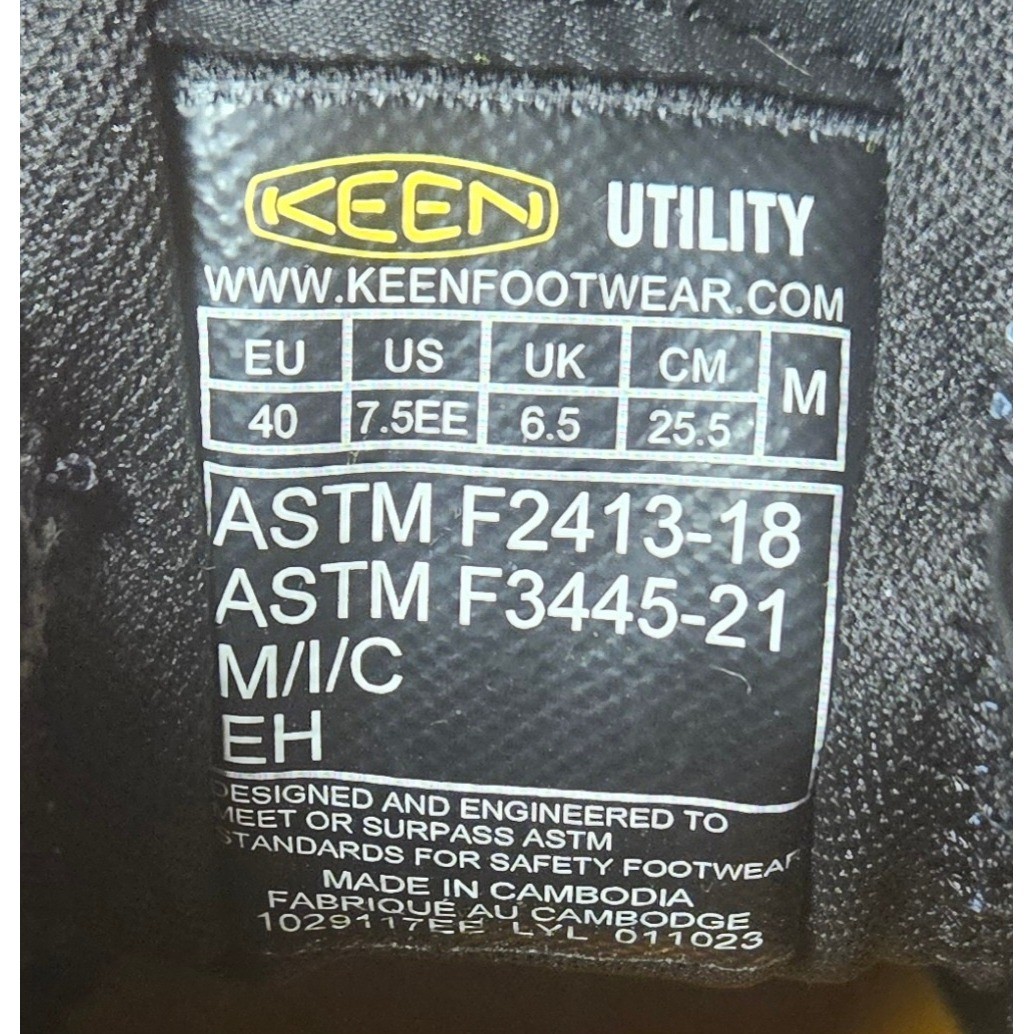 KEEN UTILITY
WWW.KEENFOOTWEAR.COM
EU US UK CM M
40 7.5EE 6.5 25.5
ASTM F2413-18
ASTM F3445-21
M/I/C
EH
DESIGNED AND ENGINEERED TO
MEET OR SURPASS ASTM
STANDARDS FOR SAFETY FOOTWEAR
MADE IN CAMBODIA
FABRIQUÉ AU CAMBODGE
1029117EE LYL 011023